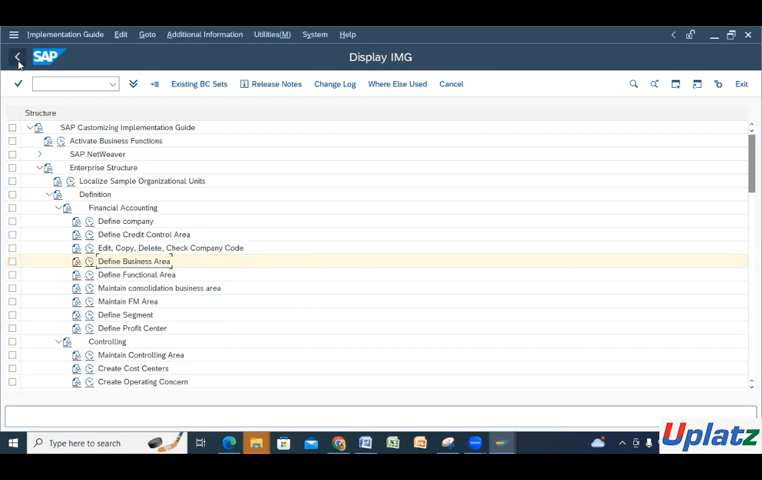 Implementation Guide Edit Goto Additional Information Utilities(M) System Help
SAP Display IMG
Existing BC Sets Release Notes Change Log Where Else Used Cancel Exit
Structure
SAP Customizing Implementation Guide
Activate Business Functions
SAP NetWeaver
Enterprise Structure
Localize Sample Organizational Units
Definition
Financial Accounting
Define company
Define Credit Control Area
Edit, Copy, Delete, Check Company Code
Define Business Area
Define Functional Area
Maintain consolidation business area
Maintain FM Area
Define Segment
Define Profit Center
Controlling
Maintain Controlling Area
Create Cost Centers
Create Operating Concern
Type here to search
Uplatz